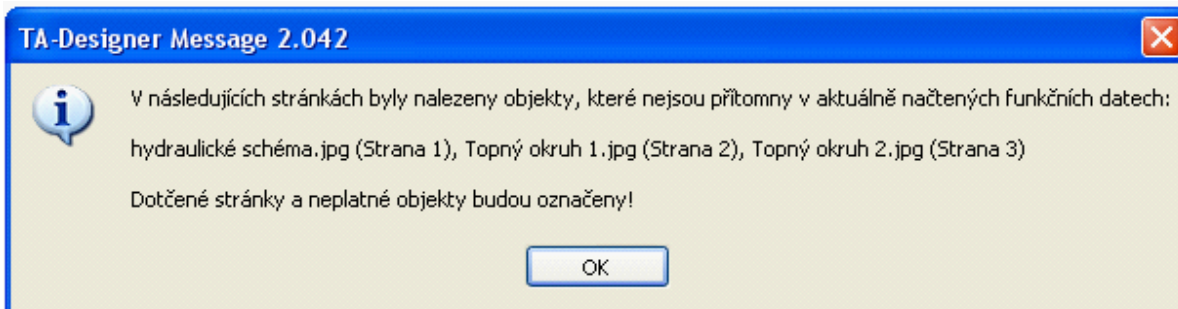 TA-Designer Message 2.042
V následujících stránkách byly nalezeny objekty, které nejsou přítomny v aktuálně načtených funkčních datech:
hydraulické schéma.jpg (Strana 1), Topný okruh 1.jpg (Strana 2), Topný okruh 2.jpg (Strana 3)
Dotčené stránky a neplatné objekty budou označeny!
OK